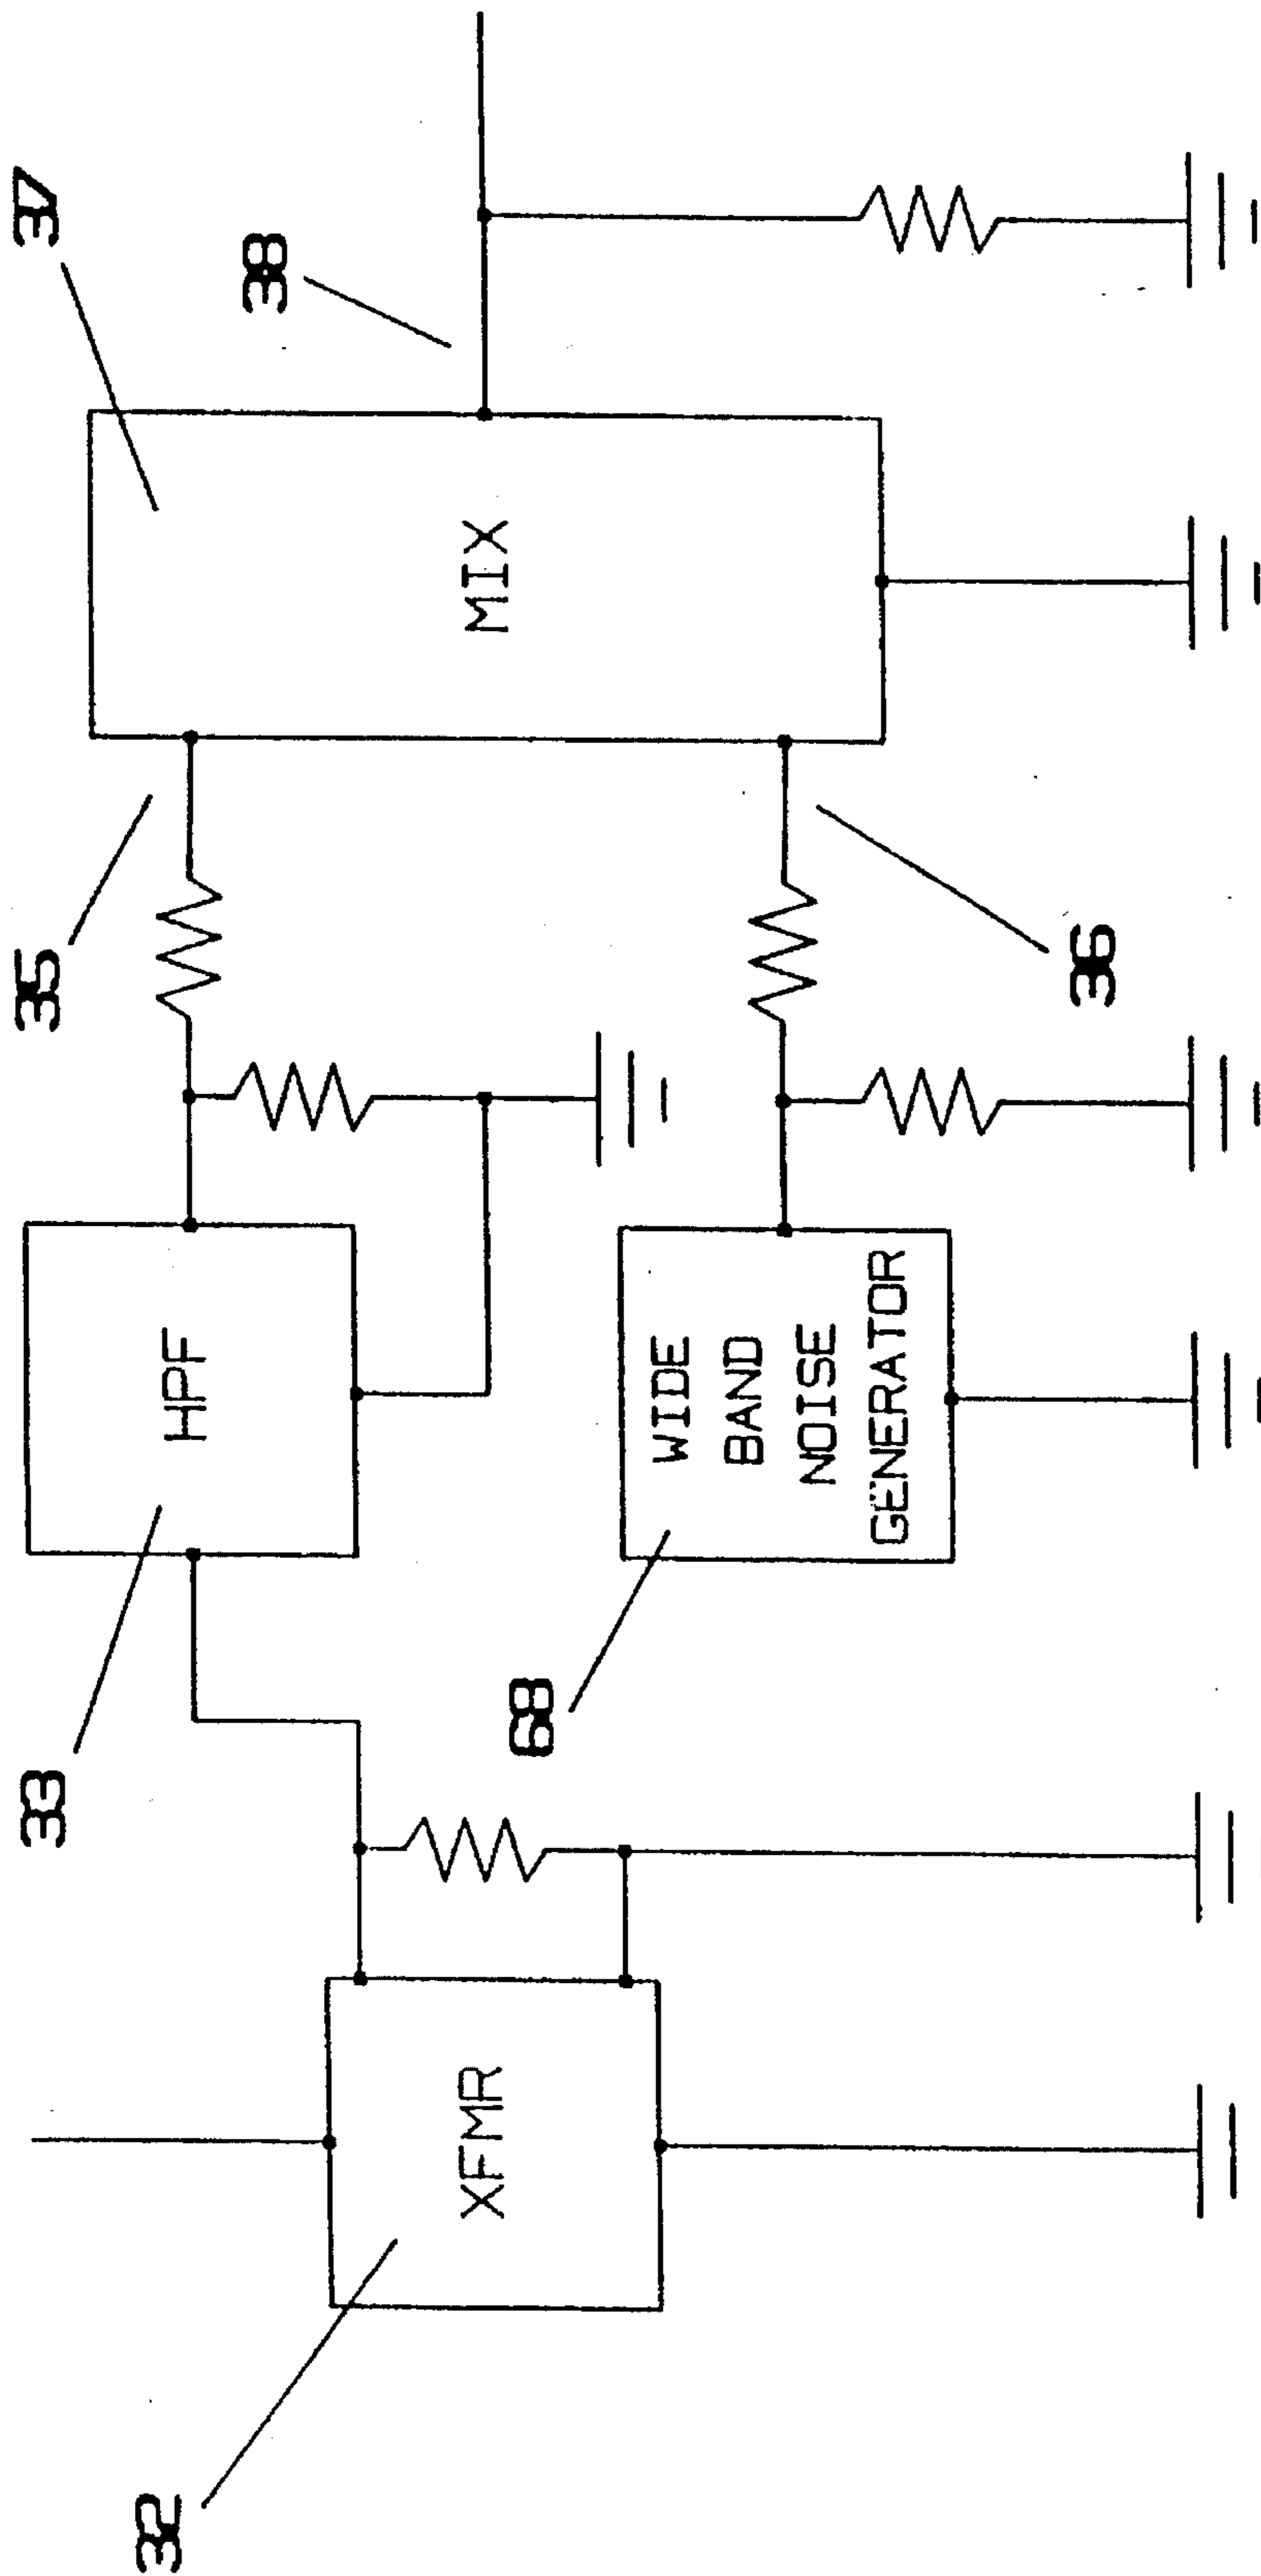 37
38
MIX
35
36
HPF
33
WIDE
BAND
NOISE
GENERATOR
68
XFMR
32